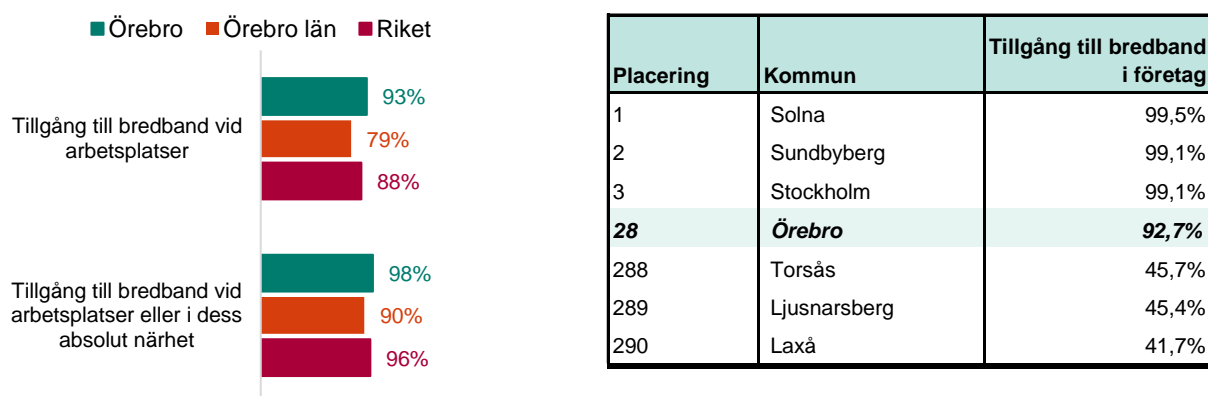 Örebro Örebro län Riket
Tillgång till bredband vid
arbetsplatser
93%
79%
88%
Tillgång till bredband vid
arbetsplatser eller i dess
absolut närhet
98%
90%
96%
Placering Kommun Tillgång till bredband
i företag
1 Solna 99,5%
2 Sundbyberg 99,1%
3 Stockholm 99,1%
28 Örebro 92,7%
288 Torsås 45,7%
289 Ljusnarsberg 45,4%
290 Laxå 41,7%